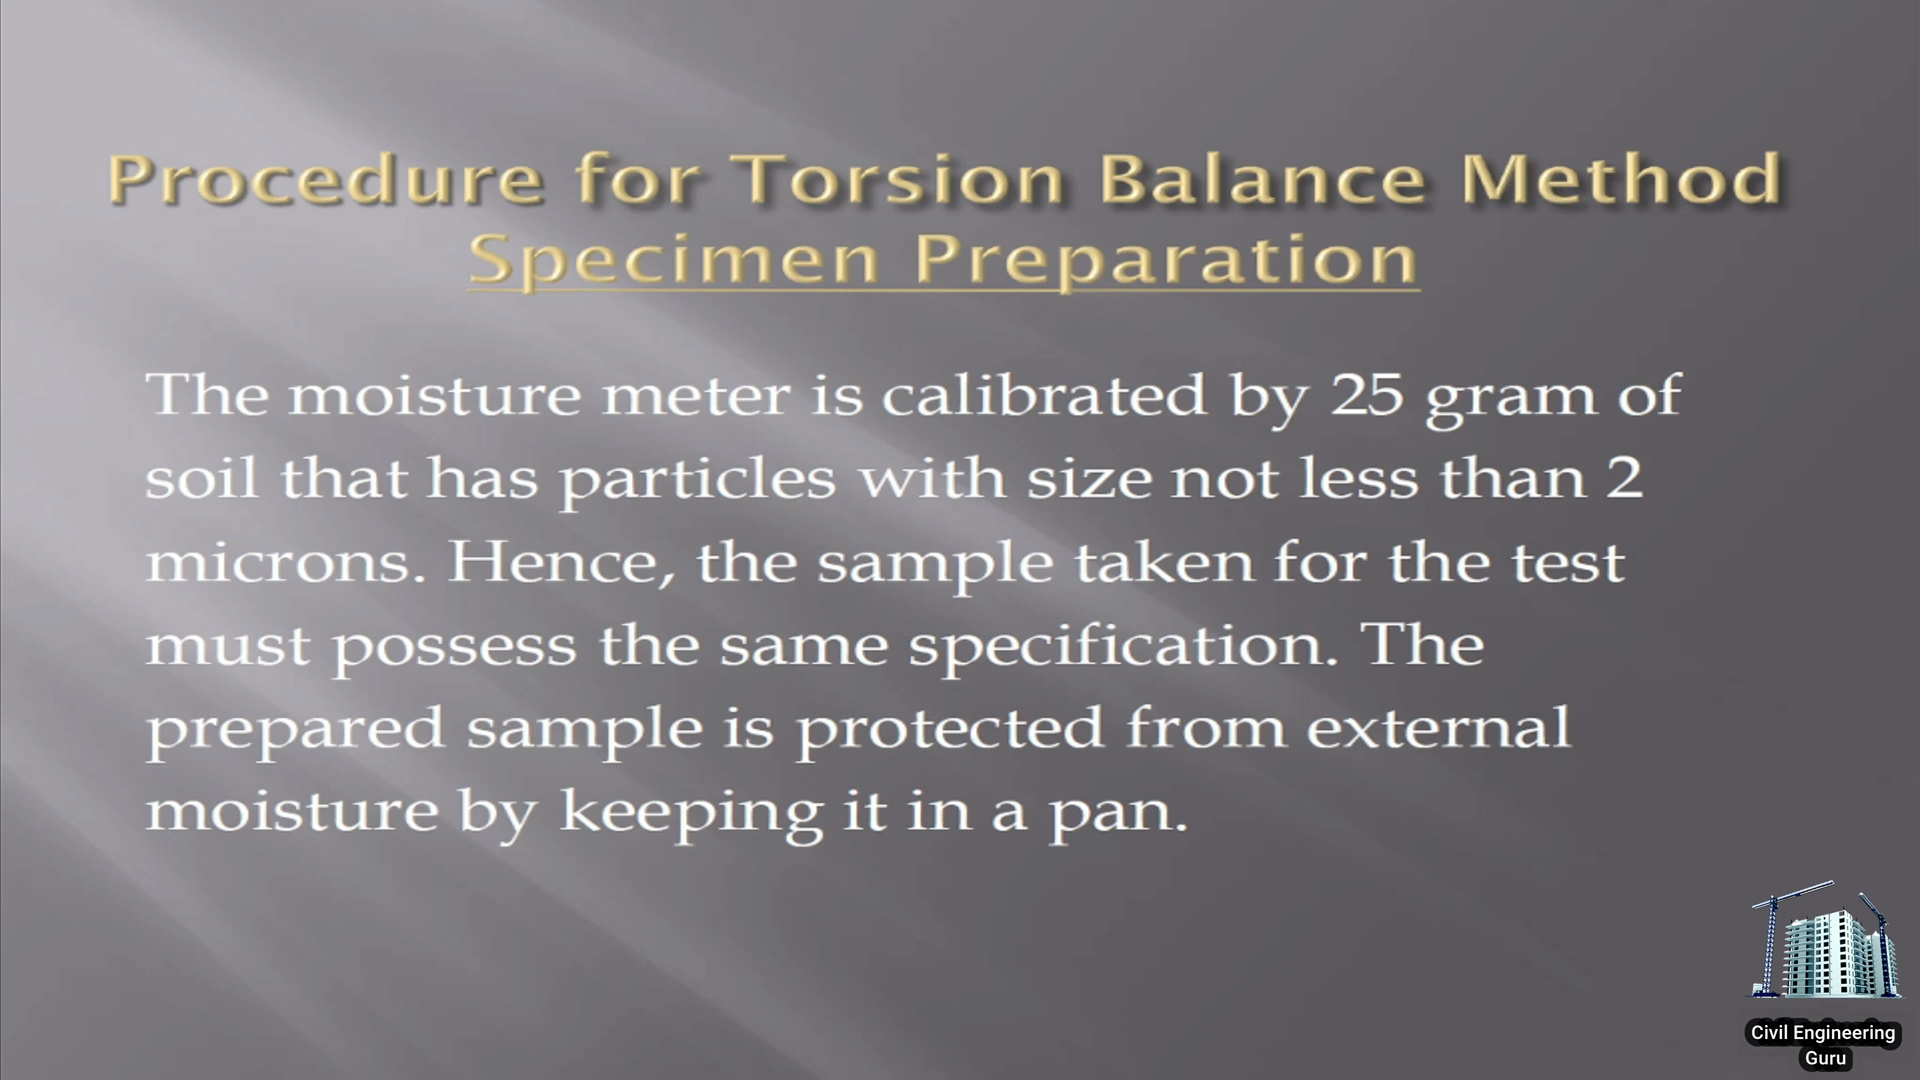 Procedure for Torsion Balance Method
Specimen Preparation
The moisture meter is calibrated by 25 gram of
soil that has particles with size not less than 2
microns. Hence, the sample taken for the test
must possess the same specification. The
prepared sample is protected from external
moisture by keeping it in a pan.
Civil Engineering
Guru